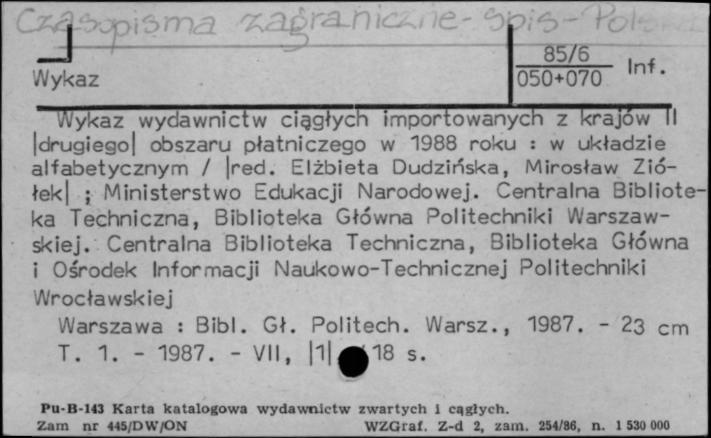 Czasopisma zagraniczne - spis - Polska
85/6
Wykaz 050+070 Inf.
Wykaz wydawnictw ciągłych importowanych z krajów II
|drugiego| obszaru płatniczego w 1988 roku : w układzie
alfabetycznym / |red. Elżbieta Dudzińska, Mirosław Zió-
łek| ; Ministerstwo Edukacji Narodowej. Centralna Bibliote-
ka Techniczna, Biblioteka Główna Politechniki Warszaw-
skiej. Centralna Biblioteka Techniczna, Biblioteka Główna
i Ośrodek Informacji Naukowo-Technicznej Politechniki
Wrocławskiej
Warszawa : Bibl. Gł. Politech. Warsz., 1987. - 23 cm
T. 1. - 1987. - VII, |1| 18 s.
Pu-B-143 Karta katalogowa wydawnictw zwartych i cągłych.
Zam nr 445/DW/ON WZGraf. Z-d 2, zam. 254/86, n. 1 530 000